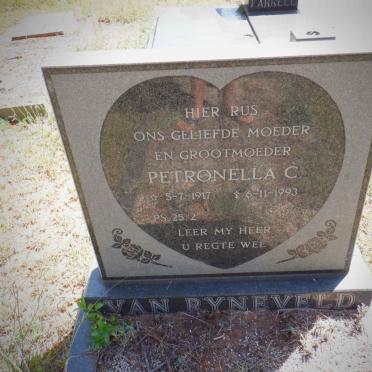 FARRELL
S
HIER RUS
ONS GELIEFDE MOEDER
EN GROOTMOEDER
PETRONELLA C.
☆ 5-7-1917 ✝ 6-11-1993
PS. 25:2
LEER MY HEER
U REGTE WEË
VAN RYNEVELD